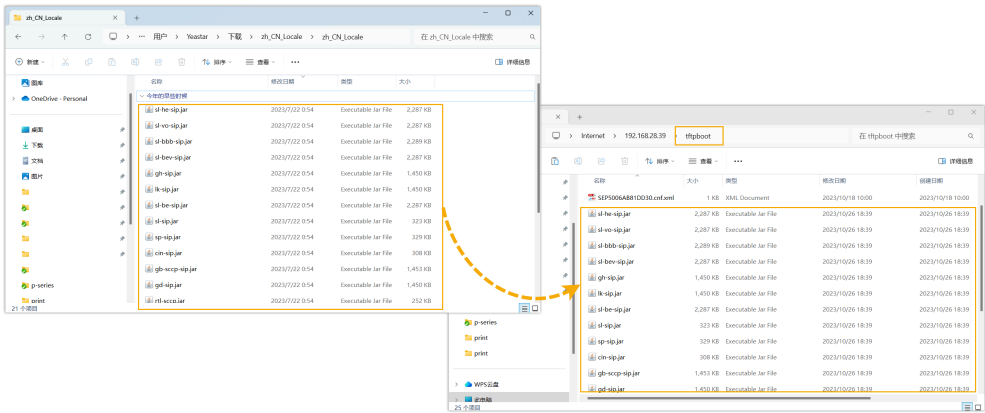 zh_CN_Locale
用户 Yeastar 下载 zh_CN_Locale zh_CN_Locale 在 zh_CN_Locale 中搜索
新建 排序 查看 详细信息
图库
OneDrive - Personal
桌面
下载
文档
图片
p-series
print
名称 修改日期 类型 大小
今年的早些时候
sl-he-sip.jar 2023/7/22 0:54 Executable Jar File 2,287 KB
sl-vo-sip.jar 2023/7/22 0:54 Executable Jar File 2,287 KB
sl-bbb-sip.jar 2023/7/22 0:54 Executable Jar File 2,289 KB
sl-bev-sip.jar 2023/7/22 0:54 Executable Jar File 2,287 KB
gh-sip.jar 2023/7/22 0:54 Executable Jar File 1,450 KB
lk-sip.jar 2023/7/22 0:54 Executable Jar File 1,450 KB
sl-be-sip.jar 2023/7/22 0:54 Executable Jar File 2,287 KB
sl-sip.jar 2023/7/22 0:54 Executable Jar File 323 KB
sp-sip.jar 2023/7/22 0:54 Executable Jar File 329 KB
cin-sip.jar 2023/7/22 0:54 Executable Jar File 308 KB
gb-sccp-sip.jar 2023/7/22 0:54 Executable Jar File 1,453 KB
gd-sip.jar 2023/7/22 0:54 Executable Jar File 1,450 KB
rtl-sccp.jar 2023/7/22 0:54 Executable Jar File 252 KB
21 个项目
Internet 192.168.28.39 tftpboot 在 tftpboot 中搜索
排序 查看 详细信息
名称 大小 类型 修改日期 创建日期
SEP5006AB81DD30.cnf.xml 1 KB XML Document 2023/10/18 10:00 2023/10/18 10:00
sl-he-sip.jar 2,287 KB Executable Jar File 2023/10/26 18:39 2023/10/26 18:39
sl-vo-sip.jar 2,287 KB Executable Jar File 2023/10/26 18:39 2023/10/26 18:39
sl-bbb-sip.jar 2,289 KB Executable Jar File 2023/10/26 18:39 2023/10/26 18:39
sl-bev-sip.jar 2,287 KB Executable Jar File 2023/10/26 18:39 2023/10/26 18:39
gh-sip.jar 1,450 KB Executable Jar File 2023/10/26 18:39 2023/10/26 18:39
lk-sip.jar 1,450 KB Executable Jar File 2023/10/26 18:39 2023/10/26 18:39
sl-be-sip.jar 2,287 KB Executable Jar File 2023/10/26 18:39 2023/10/26 18:39
sl-sip.jar 323 KB Executable Jar File 2023/10/26 18:39 2023/10/26 18:39
sp-sip.jar 329 KB Executable Jar File 2023/10/26 18:39 2023/10/26 18:39
cin-sip.jar 308 KB Executable Jar File 2023/10/26 18:39 2023/10/26 18:39
gb-sccp-sip.jar 1,453 KB Executable Jar File 2023/10/26 18:39 2023/10/26 18:39
gd-sip.jar 1,450 KB Executable Jar File 2023/10/26 18:39 2023/10/26 18:39
p-series
print
print
WPS云盘
此电脑
25 个项目